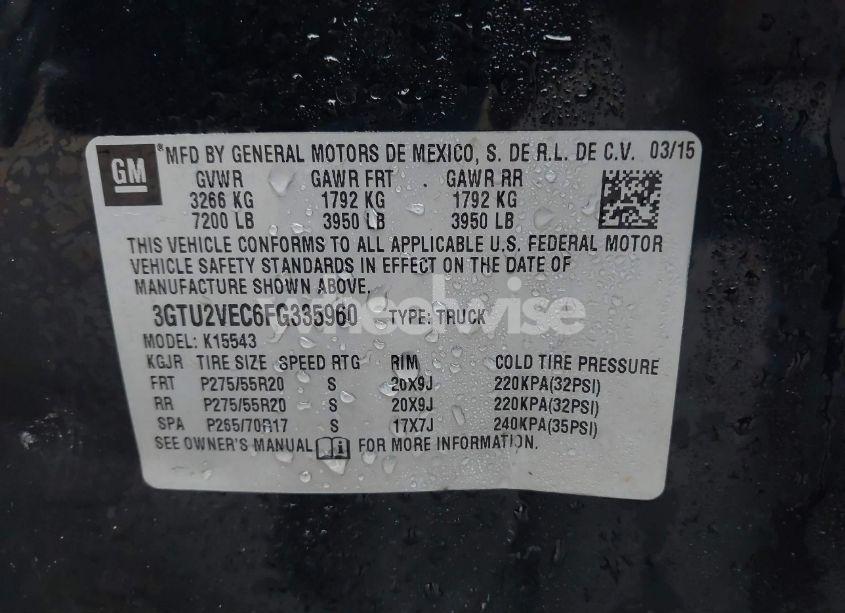 GM
® MFD BY GENERAL MOTORS DE MEXICO, S. DE R.L. DE C.V. 03/15
GVWR GAWR FRT GAWR RR
3266 KG 1792 KG 1792 KG
7200 LB 3950 LB 3950 LB
THIS VEHICLE CONFORMS TO ALL APPLICABLE U.S. FEDERAL MOTOR
VEHICLE SAFETY STANDARDS IN EFFECT ON THE DATE OF
MANUFACTURE SHOWN ABOVE.
3GTU2VEC6FG335960 TYPE: TRUCK
wheelwise
MODEL: K15543
KGJR TIRE SIZE SPEED RTG RIM COLD TIRE PRESSURE
FRT P275/55R20 S 20X9J 220KPA(32PSI)
RR P275/55R20 S 20X9J 220KPA(32PSI)
SPA P265/70R17 S 17X7J 240KPA(35PSI)
SEE OWNER'S MANUAL FOR MORE INFORMATION.